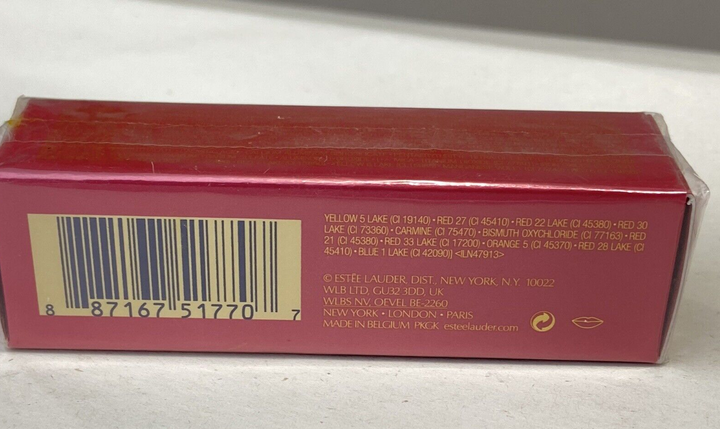 YELLOW 5 LAKE (CI 19140) • RED 27 (CI 45410) • RED 22 LAKE (CI 45380) • RED 30
LAKE (CI 73360) • CARMINE (CI 75470) • BISMUTH OXYCHLORIDE (CI 77163) • RED
21 (CI 45380) • RED 33 LAKE (CI 17200) • ORANGE 5 (CI 45370) • RED 28 LAKE (CI
45410) • BLUE 1 LAKE (CI 42090)] <ILN47913>
© ESTÉE LAUDER, DIST., NEW YORK, N.Y. 10022
WLB LTD. GU32 3DD, UK
WLBS NV, OEVEL BE-2260
NEW YORK • LONDON • PARIS
MADE IN BELGIUM PKGK esteelauder.com
8 87167 51770 7